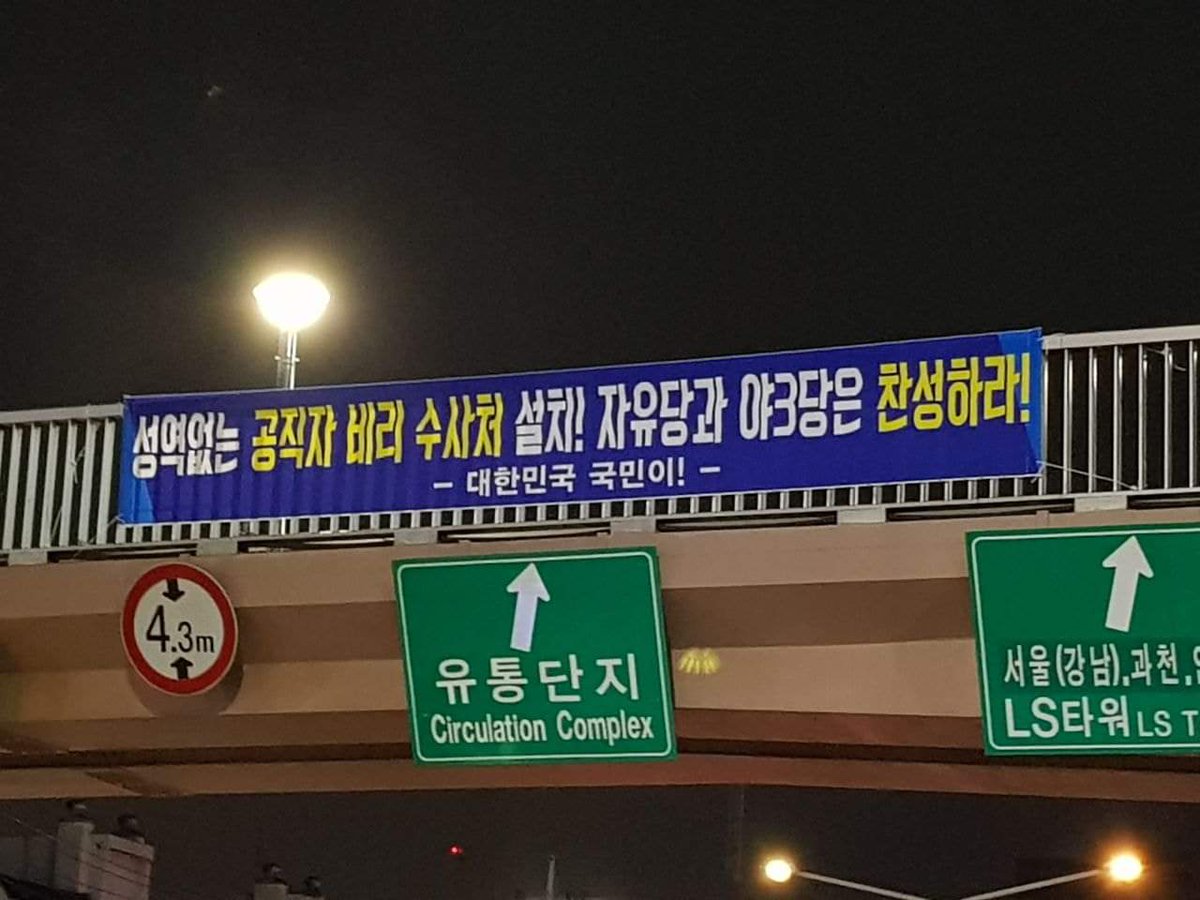 성역없는 공직자 비리 수사처 설치! 자유당과 야3당은 찬성하라!
- 대한민국 국민이! -
4.3m
유통단지
Circulation Complex
서울(강남),과천,
LS타워 LS T